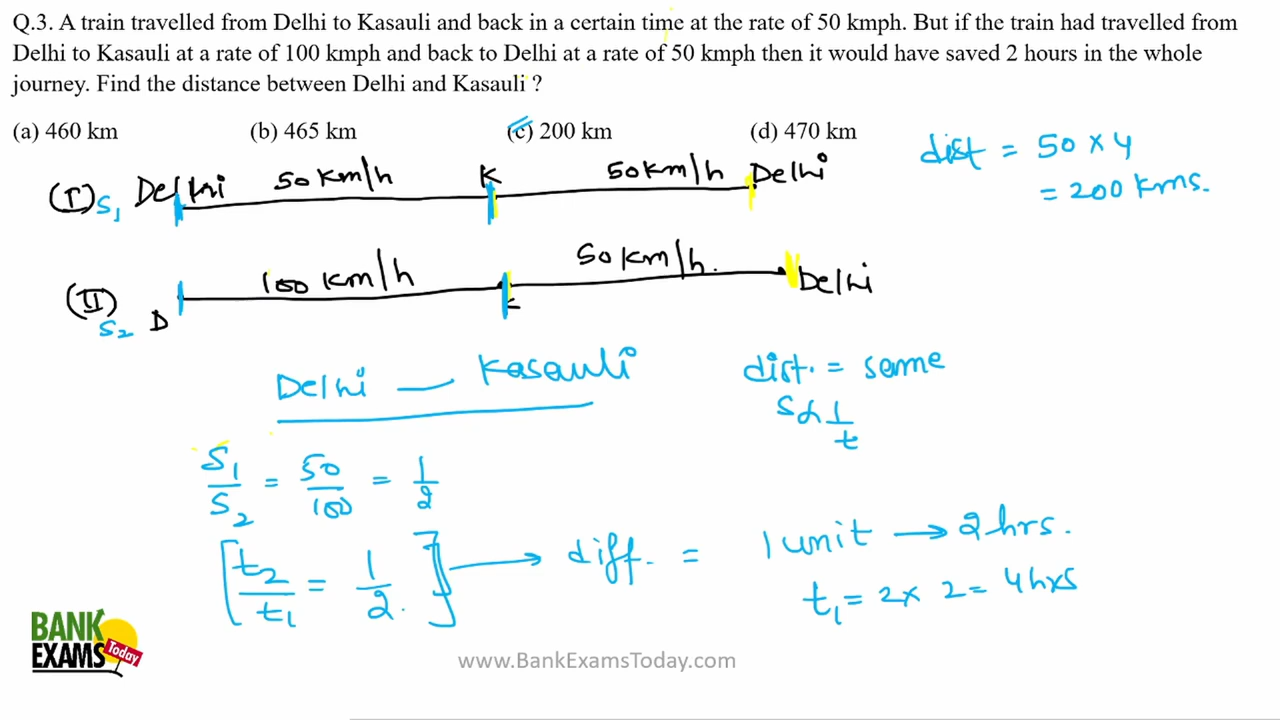 Q.3. A train travelled from Delhi to Kasauli and back in a certain time at the rate of 50 kmph. But if the train had travelled from
Delhi to Kasauli at a rate of 100 kmph and back to Delhi at a rate of 50 kmph then it would have saved 2 hours in the whole
journey. Find the distance between Delhi and Kasauli ?
(a) 460 km (b) 465 km (c) 200 km (d) 470 km
dist = 50 × 4
= 200 kms.
(I) S₁ Delhi 50 km/h K 50 km/h Delhi
(II) S₂ D 100 km/h 50 km/h. Delhi
Delhi — Kasauli
dist. = same
S α 1/t
S₁/S₂ = 50/100 = 1/2
[t₂/t₁ = 1/2.] → diff. = 1 unit → 2 hrs.
t₁ = 2 × 2 = 4 hrs
BANK
EXAMS Today
www.BankExamsToday.com